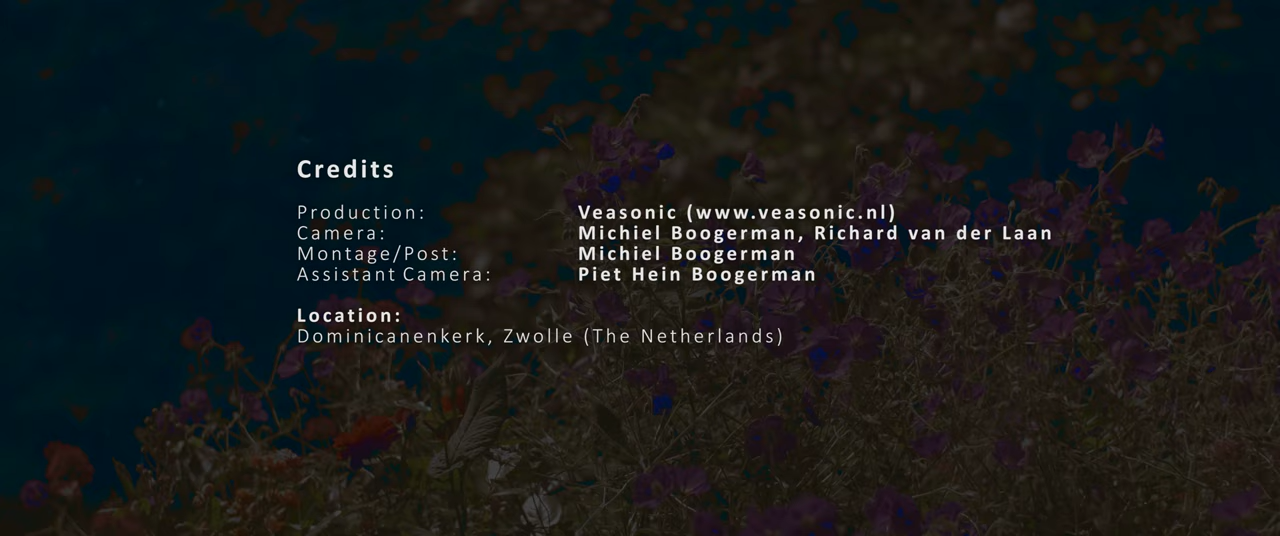 Credits
Production: Veasonic (www.veasonic.nl)
Camera: Michiel Boogerman, Richard van der Laan
Montage/Post: Michiel Boogerman
Assistant Camera: Piet Hein Boogerman
Location:
Dominicanenkerk, Zwolle (The Netherlands)